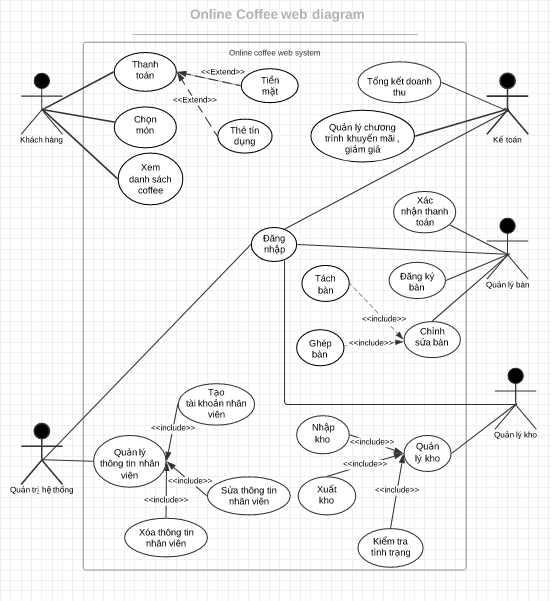 Online Coffee web diagram
Online coffee web system
Thanh
toán
<<Extend>>
Tiền
mặt
<<Extend>>
Thẻ tín
dụng
Tổng kết doanh
thu
Khách hàng
Chọn
món
Quản lý chương
trình khuyến mãi ,
giảm giá
Kế toán
Xem
danh sách
coffee
Xác
nhận thanh
toán
Đăng
nhập
Tách
bàn
Đăng ký
bàn
Quản lý bàn
<<include>>
Ghép
bàn
<<include>>
Chỉnh
sửa bàn
Tạo
tài khoản nhân
viên
<<include>>
Nhập
kho
<<include>>
Quản
lý kho
Quản lý kho
Quản lý
thông tin nhân
viên
<<include>>
<<include>>
Quản trị hệ thống
<<include>>
Sửa thông tin
nhân viên
Xuất
kho
<<include>>
Xóa thông tin
nhân viên
Kiểm tra
tình trạng